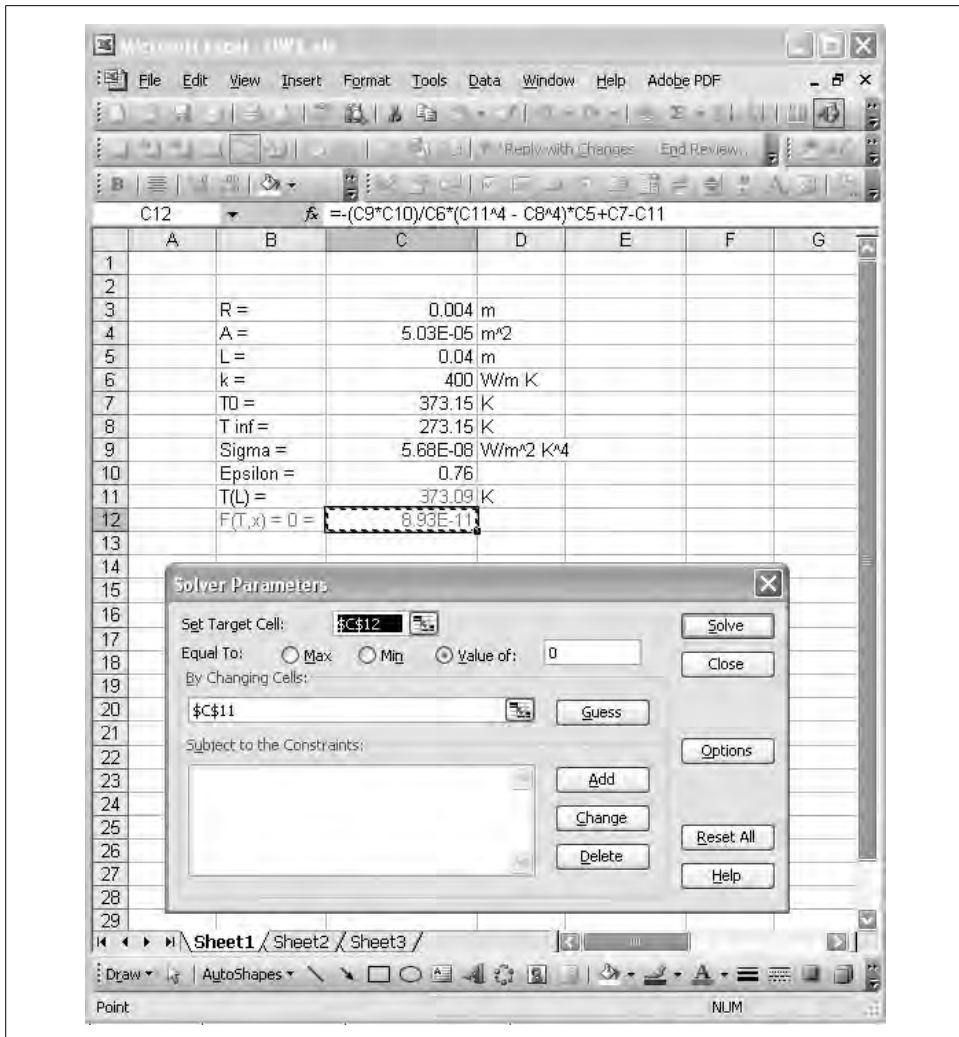 File Edit View Insert Format Tools Data Window Help Adobe PDF
Reply with Changes... End Review...
B
C12 fx =-(C9*C10)/C6*(C11^4 - C8^4)*C5+C7-C11
A B C D E F G
1
2
3 R = 0.004 m
4 A = 5.03E-05 m^2
5 L = 0.04 m
6 k = 400 W/m K
7 T0 = 373.15 K
8 T inf = 273.15 K
9 Sigma = 5.68E-08 W/m^2 K^4
10 Epsilon = 0.76
11 T(L) = 373.09 K
12 F(T,x) = 0 = 8.93E-11
13
14
15
16
17
18
19
20
21
22
23
24
25
26
27
28
29
Solver Parameters
Set Target Cell: $C$12 Solve
Equal To: Max Min Value of: 0 Close
By Changing Cells:
$C$11 Guess
Subject to the Constraints: Options
Add
Change
Reset All
Delete
Help
Sheet1 / Sheet2 / Sheet3 /
Draw AutoShapes A
Point NUM